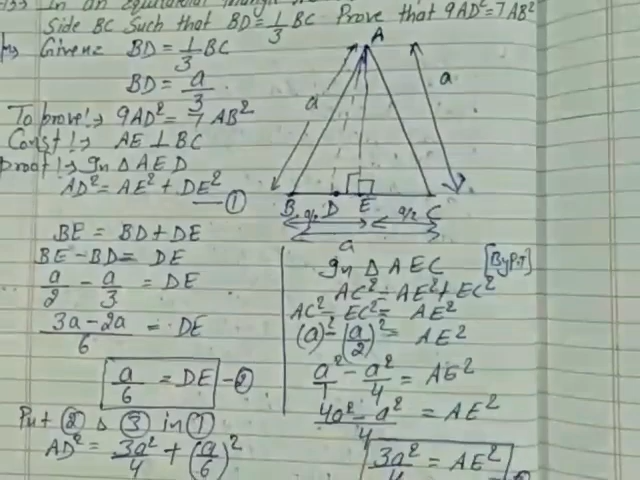 In an equilateral triangle
Side BC Such that BD = 1/3 BC Prove that 9AD² = 7AB²
Given:- BD = 1/3 BC
BD = a/3
To prove:→ 9AD² = 7AB²
Const:→ AE ⊥ BC
Proof:→ In Δ AED
AD² = AE² + DE² —①
BE = BD + DE
BE - BD = DE
a/2 - a/3 = DE
3a - 2a/6 = DE
a/6 = DE -②
Put ② & ③ in ①
AD² = 3a²/4 + (a/6)²
A
a
a
B D E C
a/2 a/2
a
In Δ AEC [By P.T]
AC² = AE² + EC²
AC² - EC² = AE²
(a)² - (a/2)² = AE²
a²/1 - a²/4 = AE²
4a² - a²/4 = AE²
3a²/4 = AE²